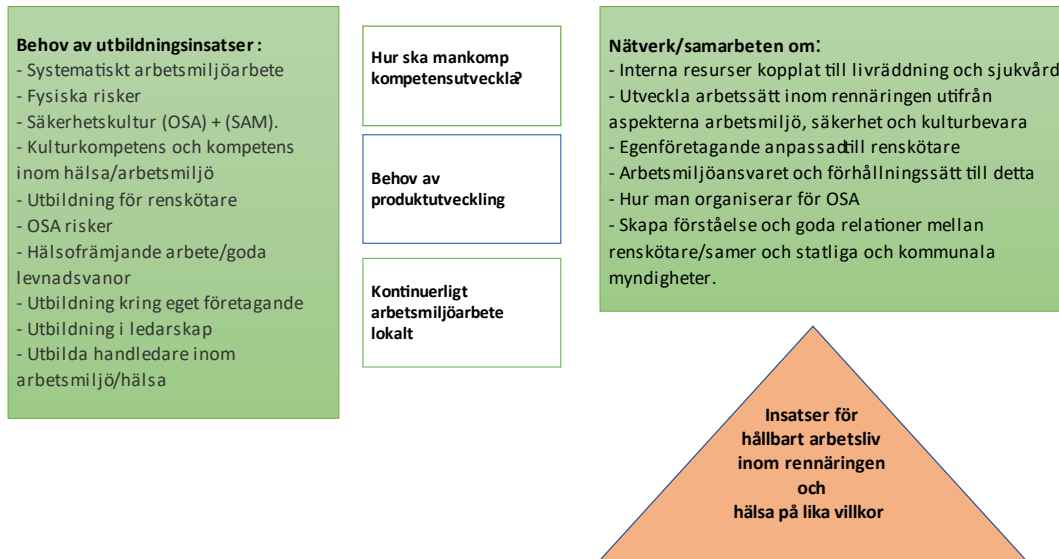 Behov av utbildningsinsatser :
- Systematiskt arbetsmiljöarbete
- Fysiska risker
- Säkerhetskultur (OSA) + (SAM).
- Kulturkompetens och kompetens
inom hälsa/arbetsmiljö
- Utbildning för renskötare
- OSA risker
- Hälsofrämjande arbete/goda
levnadsvanor
- Utbildning kring eget företagande
- Utbildning i ledarskap
- Utbilda handledare inom
arbetsmiljö/hälsa
Hur ska mankomp
kompetensutveckla?
Behov av
produktutveckling
Kontinuerligt
arbetsmiljöarbete
lokalt
Nätverk/samarbeten om:
- Interna resurser kopplat till livräddning och sjukvård
- Utveckla arbetssätt inom rennäringen utifrån
aspekterna arbetsmiljö, säkerhet och kulturbevara
- Egenföretagande anpassad till renskötare
- Arbetsmiljöansvaret och förhållningssätt till detta
- Hur man organiserar för OSA
- Skapa förståelse och goda relationer mellan
renskötare/samer och statliga och kommunala
myndigheter.
Insatser för
hållbart arbetsliv
inom rennäringen
och
hälsa på lika villkor